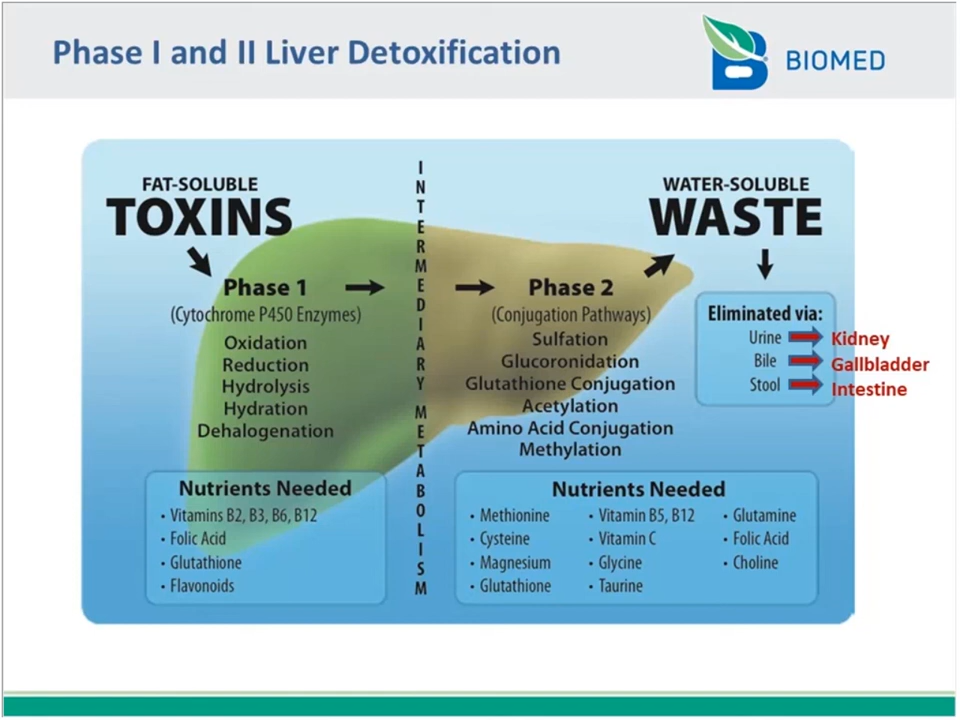 Phase I and II Liver Detoxification
BIOMED
FAT-SOLUBLE
TOXINS
Phase 1
(Cytochrome P450 Enzymes)
Oxidation
Reduction
Hydrolysis
Hydration
Dehalogenation
INTERMEDIARY METABOLISM
Phase 2
(Conjugation Pathways)
Sulfation
Glucoronidation
Glutathione Conjugation
Acetylation
Amino Acid Conjugation
Methylation
WATER-SOLUBLE
WASTE
Eliminated via:
Urine Kidney
Bile Gallbladder
Stool Intestine
Nutrients Needed
• Vitamins B2, B3, B6, B12
• Folic Acid
• Glutathione
• Flavonoids
Nutrients Needed
• Methionine
• Cysteine
• Magnesium
• Glutathione
• Vitamin B5, B12
• Vitamin C
• Glycine
• Taurine
• Glutamine
• Folic Acid
• Choline